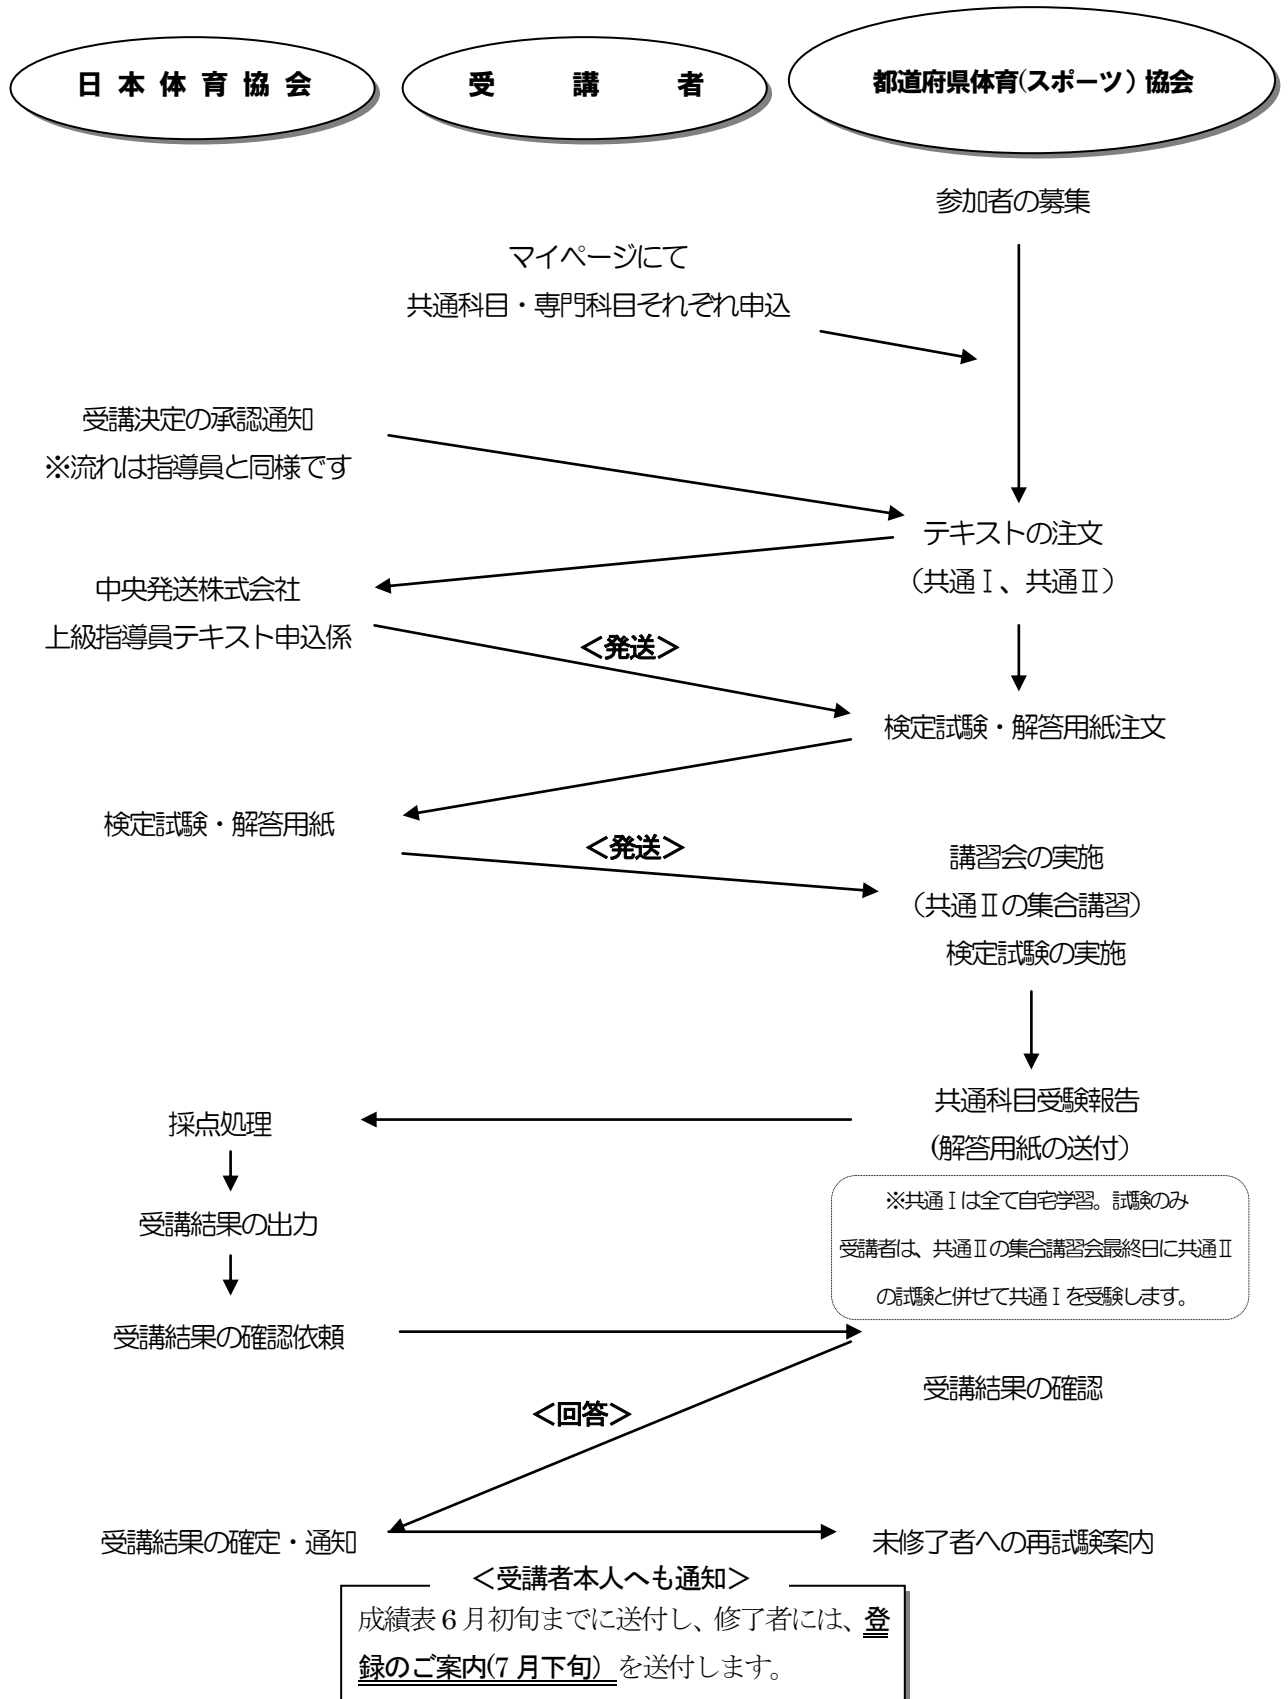 日本体育協会
受講者
都道府県体育(スポーツ)協会
参加者の募集
マイページにて
共通科目・専門科目それぞれ申込
受講決定の承認通知
※流れは指導員と同様です
テキストの注文
(共通Ⅰ、共通Ⅱ)
中央発送株式会社
上級指導員テキスト申込係
<発送>
検定試験・解答用紙注文
検定試験・解答用紙
<発送>
講習会の実施
(共通Ⅱの集合講習)
検定試験の実施
共通科目受験報告
(解答用紙の送付)
採点処理
※共通Ⅰは全て自宅学習。試験のみ
受講者は、共通Ⅱの集合講習会最終日に共通Ⅱ
の試験と併せて共通Ⅰを受験します。
受講結果の出力
受講結果の確認依頼
受講結果の確認
<回答>
受講結果の確定・通知
未修了者への再試験案内
<受講者本人へも通知>
成績表6月初旬までに送付し、修了者には、登
録のご案内(7月下旬)を送付します。